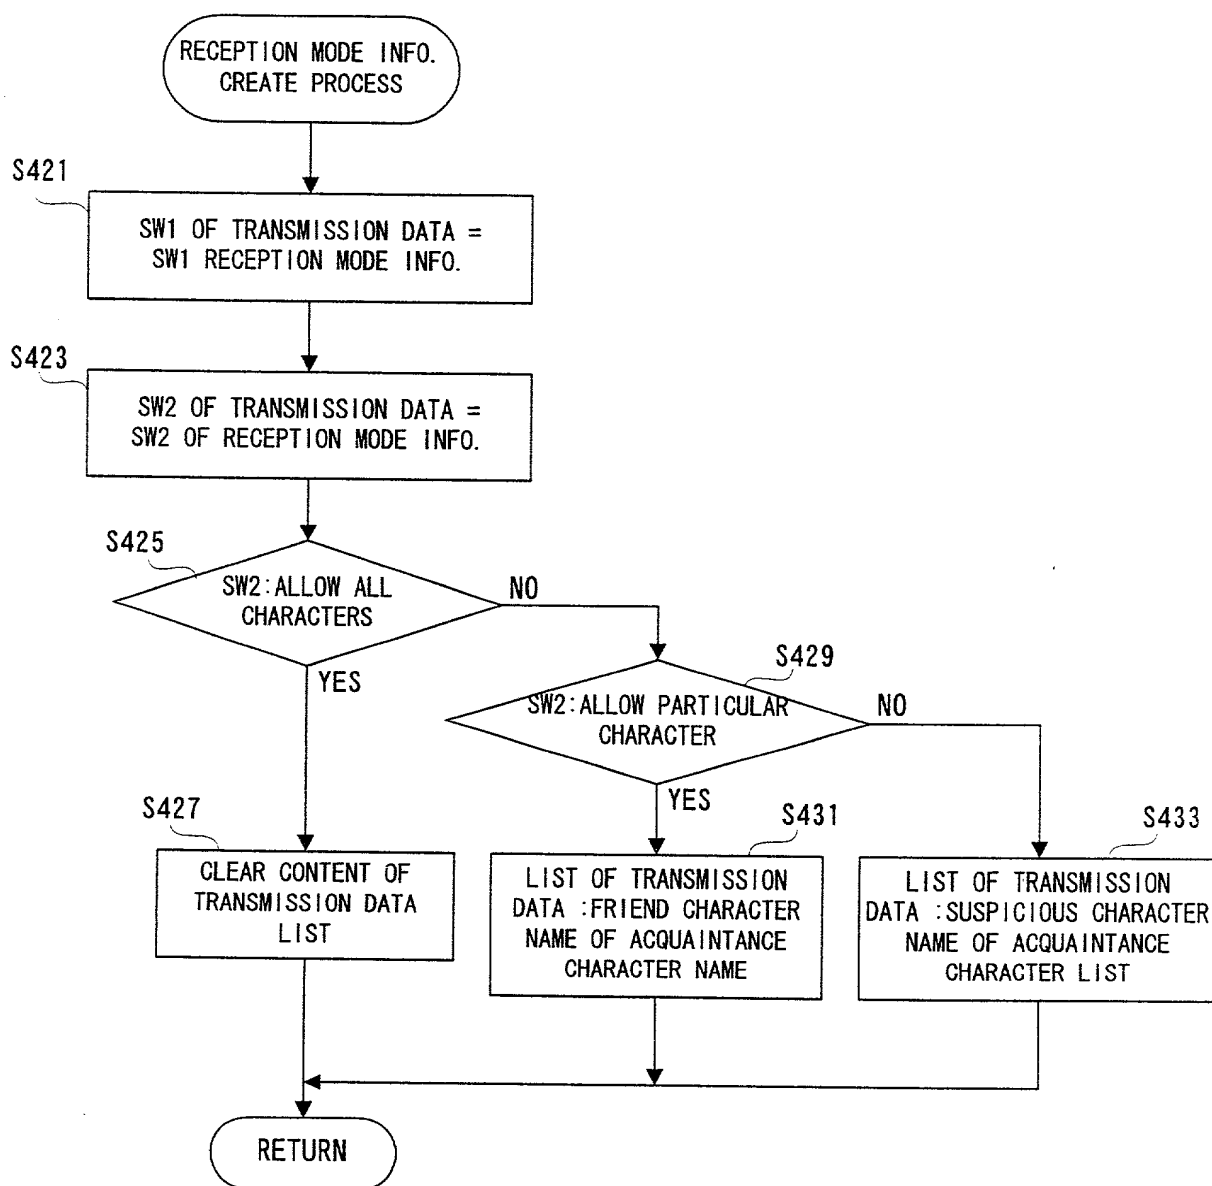 RECEPTION MODE INFO.
CREATE PROCESS
S421
SW1 OF TRANSMISSION DATA =
SW1 RECEPTION MODE INFO.
S423
SW2 OF TRANSMISSION DATA =
SW2 OF RECEPTION MODE INFO.
S425
SW2:ALLOW ALL
CHARACTERS
NO
YES
S429
SW2:ALLOW PARTICULAR
CHARACTER
NO
YES
S427
CLEAR CONTENT OF
TRANSMISSION DATA
LIST
S431
LIST OF TRANSMISSION
DATA :FRIEND CHARACTER
NAME OF ACQUAINTANCE
CHARACTER NAME
S433
LIST OF TRANSMISSION
DATA :SUSPICIOUS CHARACTER
NAME OF ACQUAINTANCE
CHARACTER LIST
RETURN